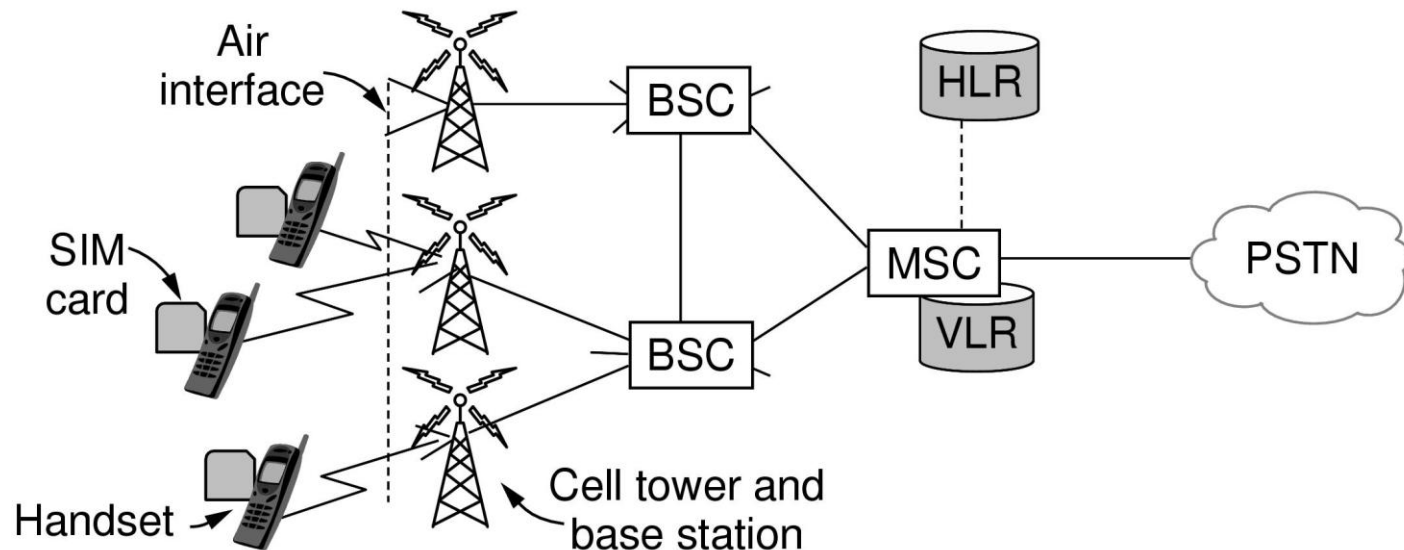 Air
interface
BSC
HLR
SIM
card
MSC
PSTN
VLR
BSC
Handset
Cell tower and
base station